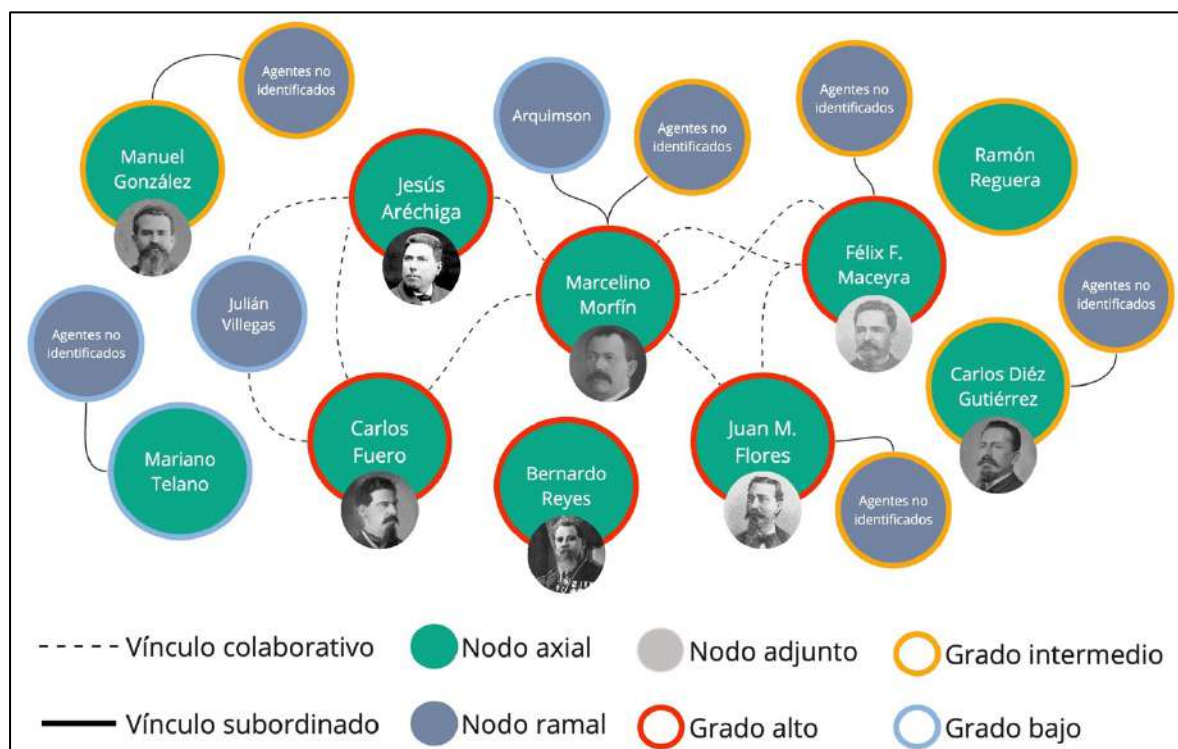 Agentes no
identificados
Manuel
González
Jesús
Aréchiga
Arquimson
Agentes no
identificados
Agentes no
identificados
Ramón
Reguera
Marcelino
Morfín
Félix F.
Maceyra
Julián
Villegas
Agentes no
identificados
Agentes no
identificados
Carlos Diéz
Gutiérrez
Mariano
Telano
Carlos
Fuero
Bernardo
Reyes
Juan M.
Flores
Agentes no
identificados
Vínculo colaborativo
Nodo axial
Nodo adjunto
Grado intermedio
Vínculo subordinado
Nodo ramal
Grado alto
Grado bajo